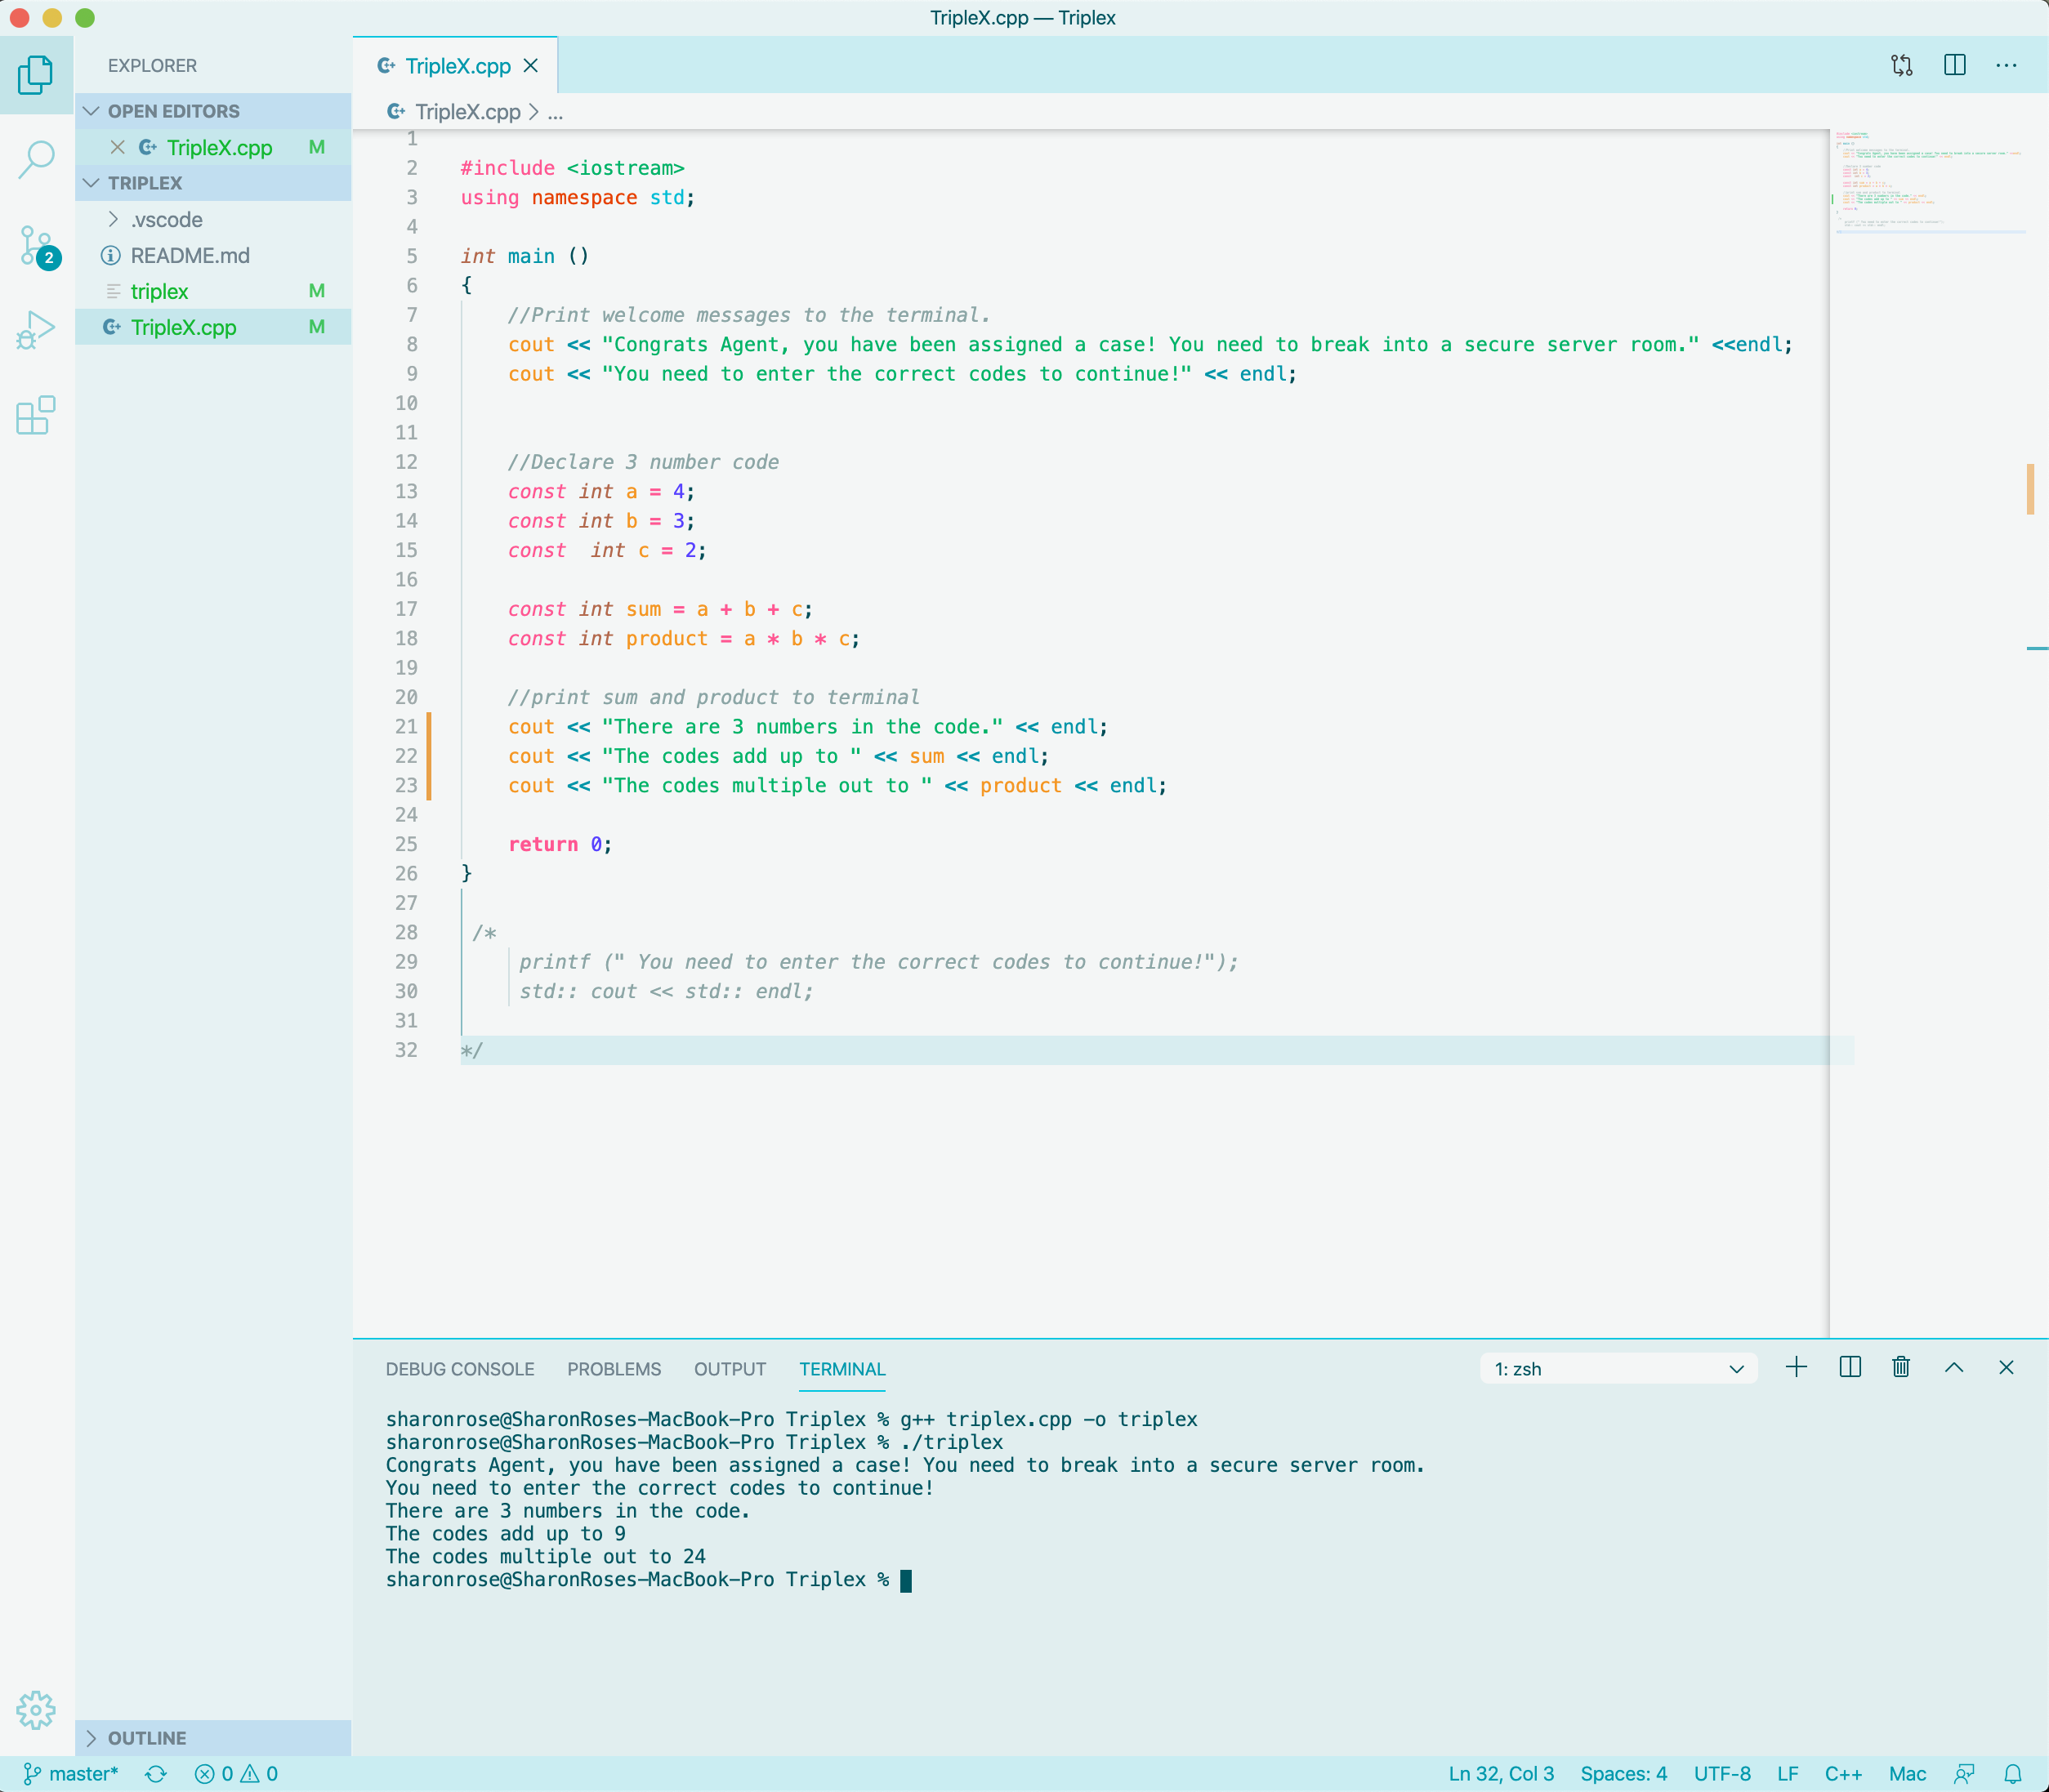 TripleX.cpp — Triplex
EXPLORER
OPEN EDITORS
TripleX.cpp M
TRIPLEX
.vscode
README.md
triplex M
TripleX.cpp M
2
OUTLINE
TripleX.cpp
TripleX.cpp > ...
1
2 #include <iostream>
3 using namespace std;
4
5 int main ()
6 {
7 //Print welcome messages to the terminal.
8 cout << "Congrats Agent, you have been assigned a case! You need to break into a secure server room." <<endl;
9 cout << "You need to enter the correct codes to continue!" << endl;
10
11
12 //Declare 3 number code
13 const int a = 4;
14 const int b = 3;
15 const  int c = 2;
16
17 const int sum = a + b + c;
18 const int product = a * b * c;
19
20 //print sum and product to terminal
21 cout << "There are 3 numbers in the code." << endl;
22 cout << "The codes add up to " << sum << endl;
23 cout << "The codes multiple out to " << product << endl;
24
25 return 0;
26 }
27
28 /*
29 printf (" You need to enter the correct codes to continue!");
30 std:: cout << std:: endl;
31
32 */
DEBUG CONSOLE PROBLEMS OUTPUT TERMINAL 1: zsh
sharonrose@SharonRoses-MacBook-Pro Triplex % g++ triplex.cpp -o triplex
sharonrose@SharonRoses-MacBook-Pro Triplex % ./triplex
Congrats Agent, you have been assigned a case! You need to break into a secure server room.
You need to enter the correct codes to continue!
There are 3 numbers in the code.
The codes add up to 9
The codes multiple out to 24
sharonrose@SharonRoses-MacBook-Pro Triplex %
master* 0 0 Ln 32, Col 3 Spaces: 4 UTF-8 LF C++ Mac